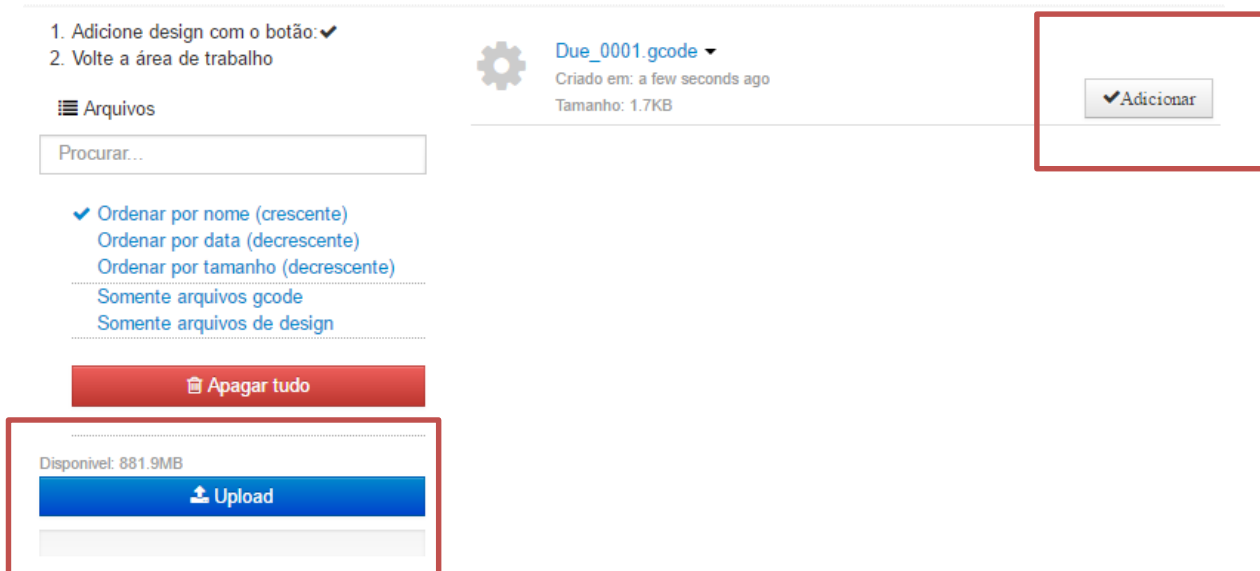 1. Adicione design com o botão:✔
2. Volte a área de trabalho
Arquivos
Procurar...
Ordenar por nome (crescente)
Ordenar por data (decrescente)
Ordenar por tamanho (decrescente)
Somente arquivos gcode
Somente arquivos de design
Apagar tudo
Disponivel: 881.9MB
Upload
Due_0001.gcode
Criado em: a few seconds ago
Tamanho: 1.7KB
✔Adicionar